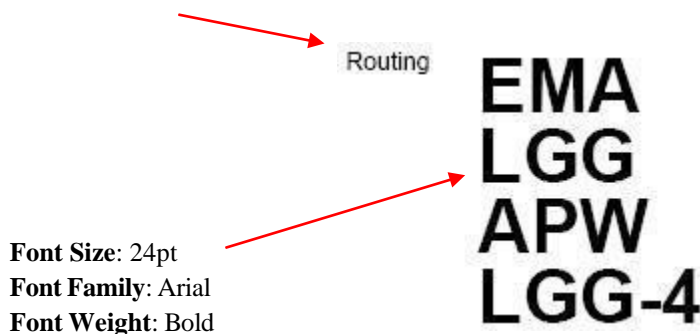 Routing
EMA
LGG
APW
LGG-4
Font Size: 24pt
Font Family: Arial
Font Weight: Bold